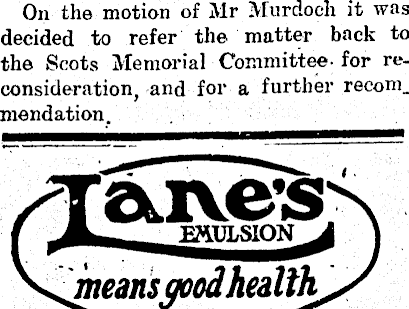 On the motion of Mr Murdoch it was
decided to refer the matter back to
the Scots Memorial Committee for re-
consideration, and for a further recom-
mendation.
Lane's
EMULSION
means good health